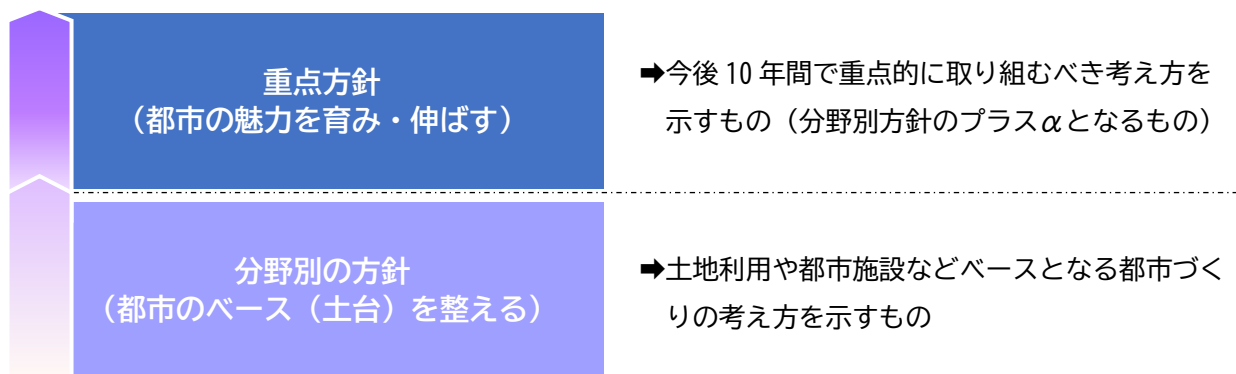 重点方針
(都市の魅力を育み・伸ばす)
➡今後 10 年間で重点的に取り組むべき考え方を
示すもの(分野別方針のプラスαとなるもの)
分野別の方針
(都市のベース(土台)を整える)
➡土地利用や都市施設などベースとなる都市づく
りの考え方を示すもの